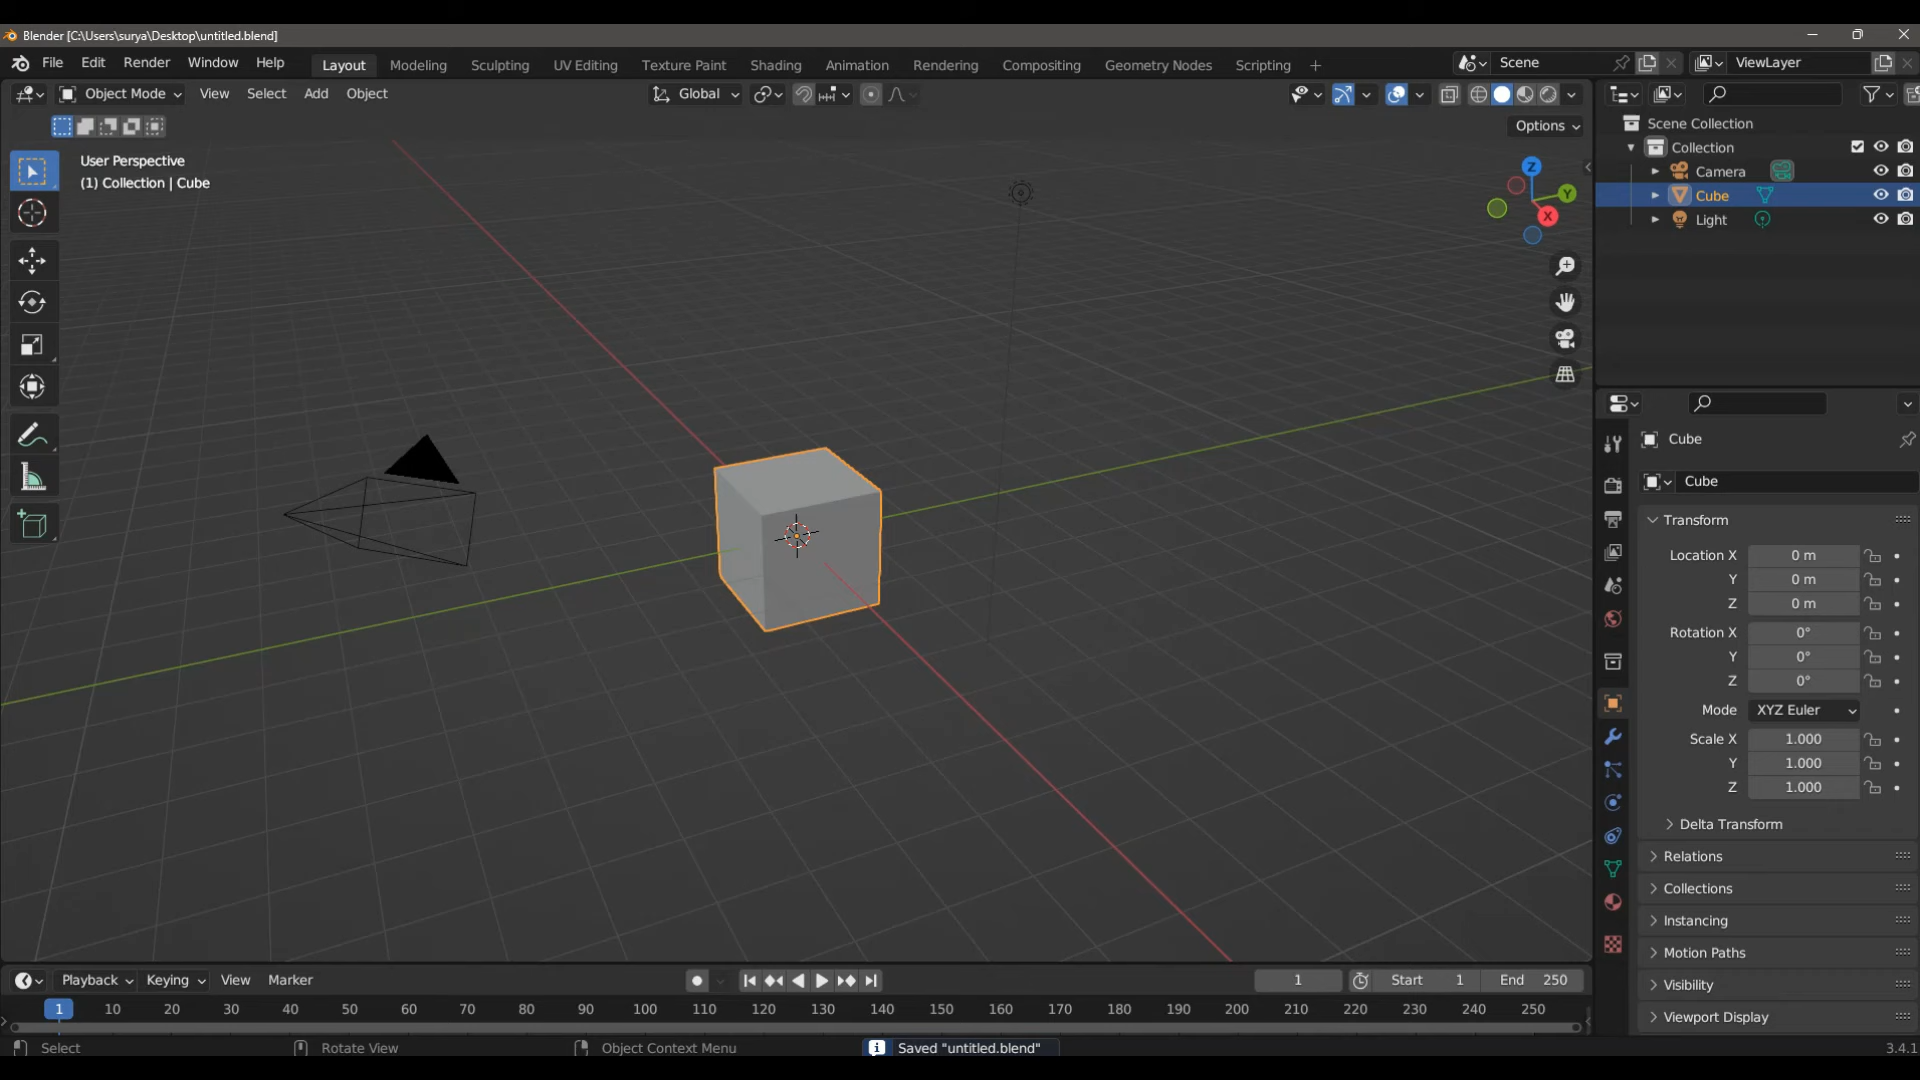 Blender [C:\Users\surya\Desktop\untitled.blend]
File Edit Render Window Help Layout Modeling Sculpting UV Editing Texture Paint Shading Animation Rendering Compositing Geometry Nodes Scripting + Scene ViewLayer
Object Mode View Select Add Object Global
Options
User Perspective
(1) Collection | Cube
Z
Y
X
Scene Collection
Collection
Camera
Cube
Light
Cube
Cube
Transform
Location X 0 m
Y 0 m
Z 0 m
Rotation X 0°
Y 0°
Z 0°
Mode XYZ Euler
Scale X 1.000
Y 1.000
Z 1.000
Delta Transform
Relations
Collections
Instancing
Motion Paths
Visibility
Viewport Display
Playback Keying View Marker 1 Start 1 End 250
1 10 20 30 40 50 60 70 80 90 100 110 120 130 140 150 160 170 180 190 200 210 220 230 240 250
Select Rotate View Object Context Menu Saved "untitled.blend" 3.4.1